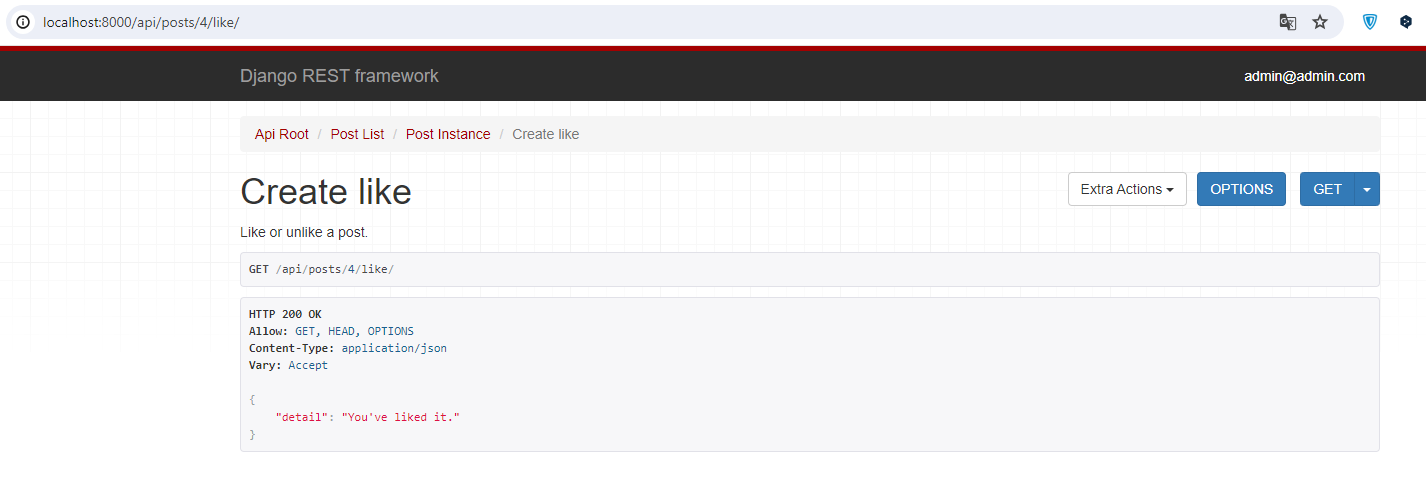 localhost:8000/api/posts/4/like/
Django REST framework
admin@admin.com
Api Root / Post List / Post Instance / Create like
Create like
Extra Actions
OPTIONS
GET
Like or unlike a post.
GET /api/posts/4/like/
HTTP 200 OK
Allow: GET, HEAD, OPTIONS
Content-Type: application/json
Vary: Accept
{
"detail": "You've liked it."
}